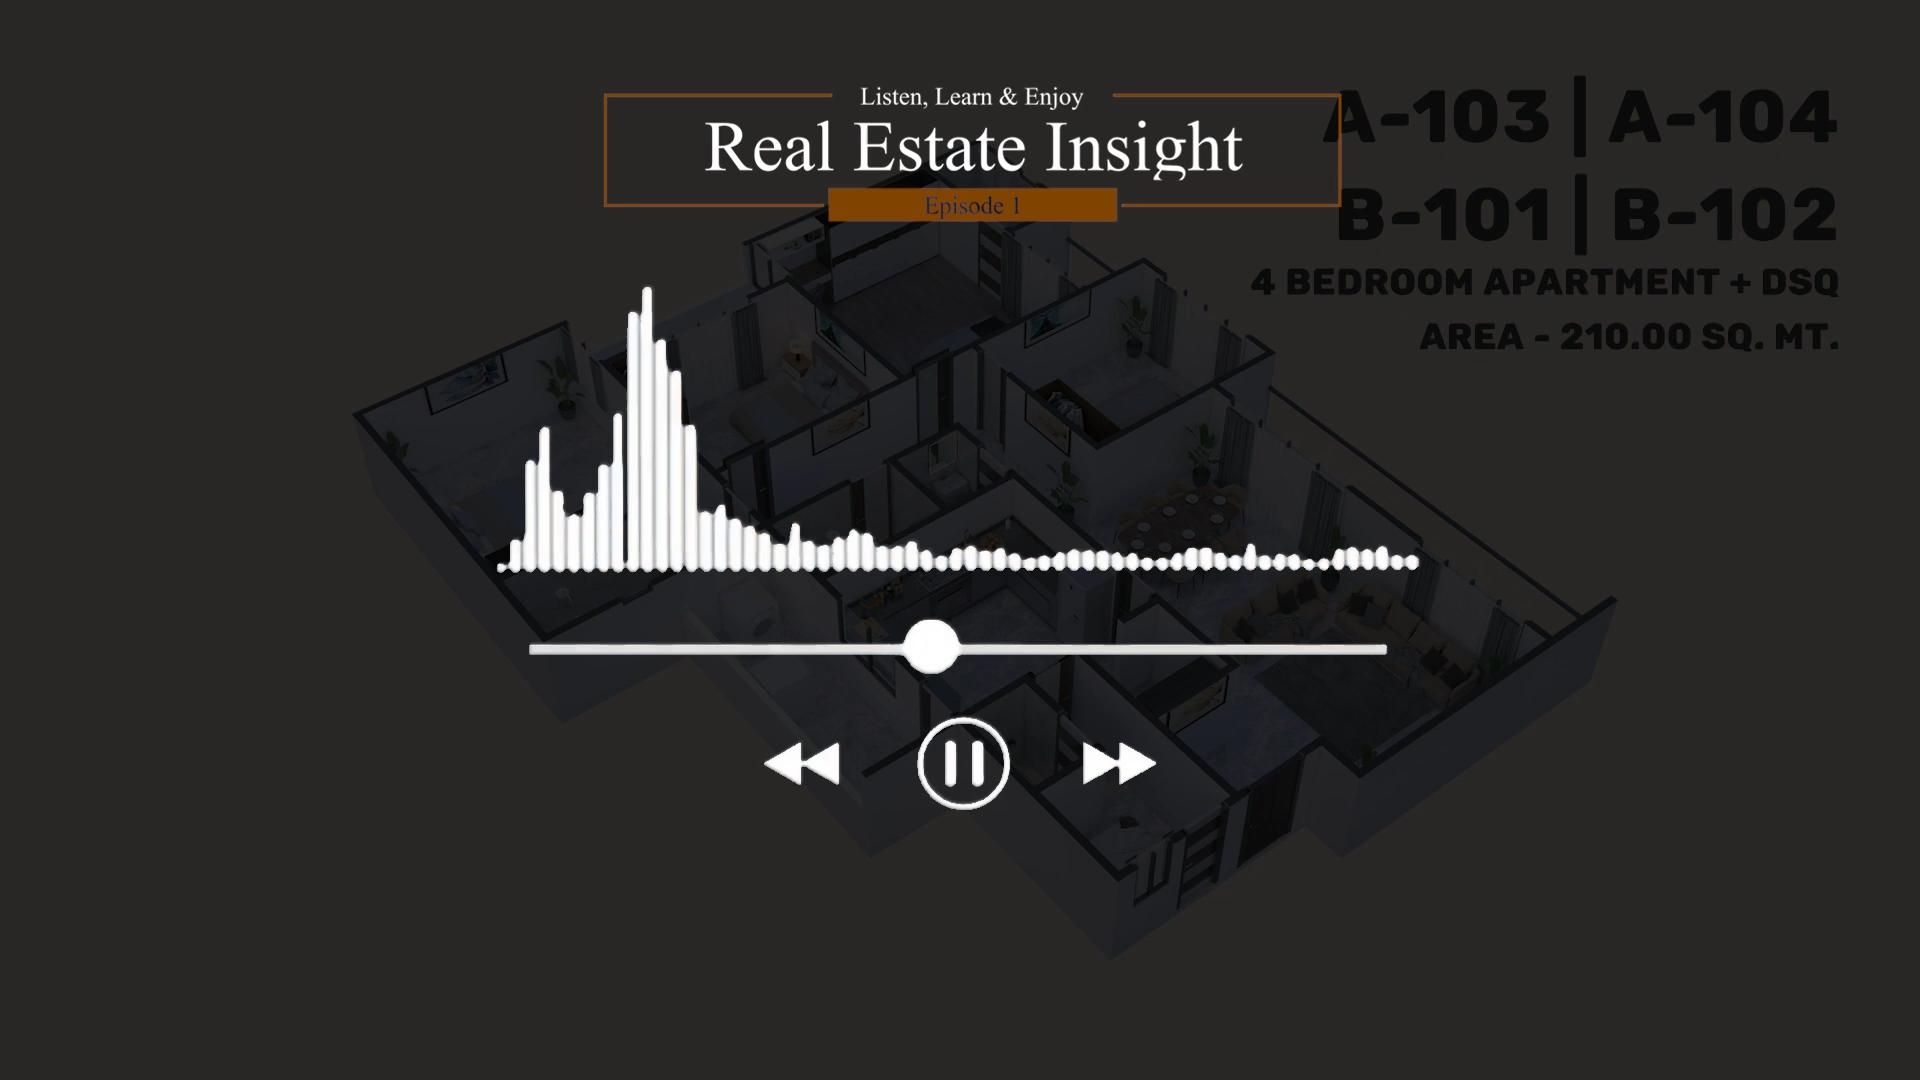 Listen, Learn & Enjoy
Real Estate Insight
Episode 1
A-103 | A-104
B-101 | B-102
4 BEDROOM APARTMENT + DSQ
AREA - 210.00 SQ. MT.